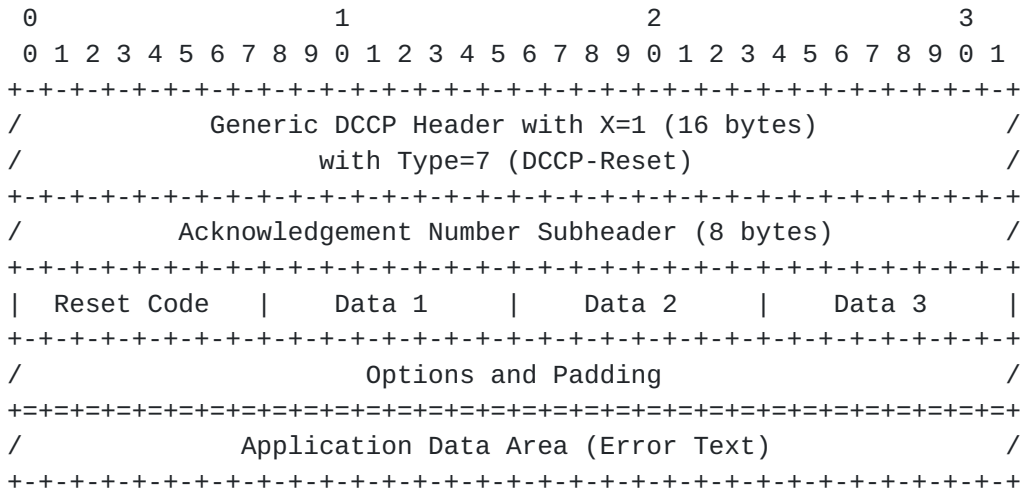 0                   1                   2                   3
 0 1 2 3 4 5 6 7 8 9 0 1 2 3 4 5 6 7 8 9 0 1 2 3 4 5 6 7 8 9 0 1
+-+-+-+-+-+-+-+-+-+-+-+-+-+-+-+-+-+-+-+-+-+-+-+-+-+-+-+-+-+-+-+-+
/            Generic DCCP Header with X=1 (16 bytes)            /
/                   with Type=7 (DCCP-Reset)                    /
+-+-+-+-+-+-+-+-+-+-+-+-+-+-+-+-+-+-+-+-+-+-+-+-+-+-+-+-+-+-+-+-+
/          Acknowledgement Number Subheader (8 bytes)           /
+-+-+-+-+-+-+-+-+-+-+-+-+-+-+-+-+-+-+-+-+-+-+-+-+-+-+-+-+-+-+-+-+
|  Reset Code   |    Data 1     |    Data 2     |    Data 3     |
+-+-+-+-+-+-+-+-+-+-+-+-+-+-+-+-+-+-+-+-+-+-+-+-+-+-+-+-+-+-+-+-+
/                      Options and Padding                      /
+=+=+=+=+=+=+=+=+=+=+=+=+=+=+=+=+=+=+=+=+=+=+=+=+=+=+=+=+=+=+=+=+
/              Application Data Area (Error Text)               /
+-+-+-+-+-+-+-+-+-+-+-+-+-+-+-+-+-+-+-+-+-+-+-+-+-+-+-+-+-+-+-+-+